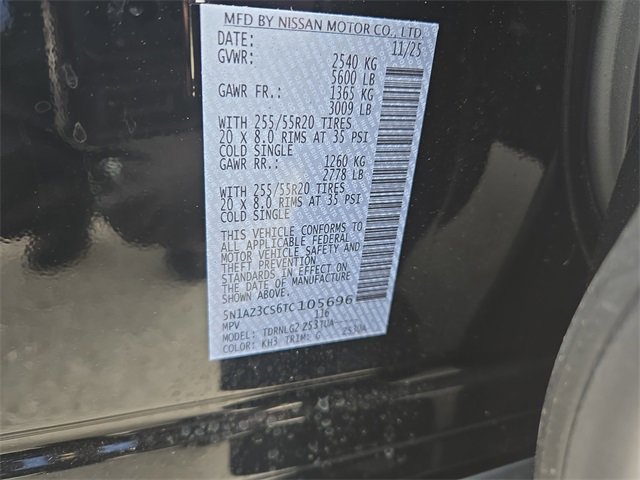 MFD BY NISSAN MOTOR CO., LTD.
DATE: 11/25
GVWR: 2540 KG
5600 LB
GAWR FR.: 1365 KG
3009 LB
WITH 255/55R20 TIRES
20 X 8.0 RIMS AT 35 PSI
COLD SINGLE
GAWR RR.: 1260 KG
2778 LB
WITH 255/55R20 TIRES
20 X 8.0 RIMS AT 35 PSI
COLD SINGLE
THIS VEHICLE CONFORMS TO
ALL APPLICABLE FEDERAL
MOTOR VEHICLE SAFETY AND
THEFT PREVENTION
STANDARDS IN EFFECT ON
THE DATE OF MANUFACTURE
SHOWN ABOVE.
5N1AZ3CS6TC105696
MPV 116
MODEL: TDRNLG2 Z53TUA
COLOR: KH3 TRIM: G Z53UA